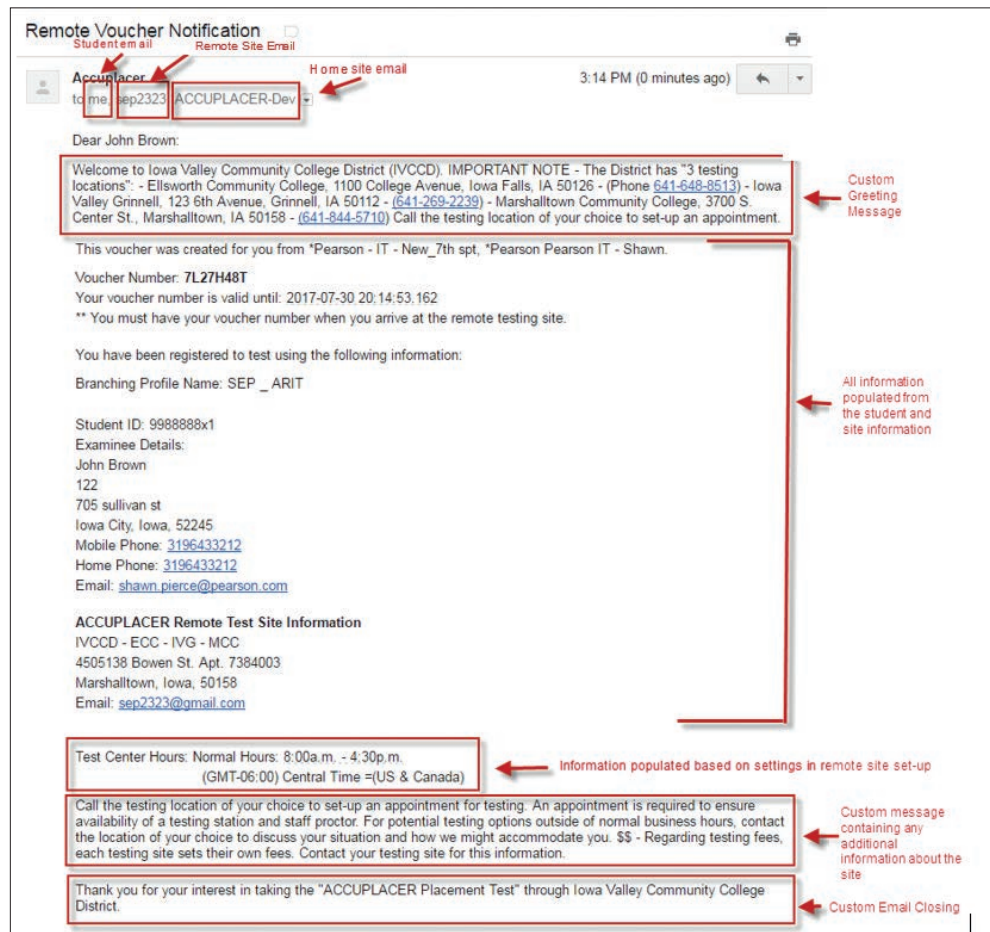 Remote Voucher Notification
Student email
Remote Site Email
Home site email
Accuplacer
3:14 PM (0 minutes ago)
to me, sep2323, ACCUPLACER-Dev
Dear John Brown:
Welcome to Iowa Valley Community College District (IVCCD). IMPORTANT NOTE - The District has "3 testing
locations": - Ellsworth Community College, 1100 College Avenue, Iowa Falls, IA 50126 - (Phone 641-648-8513) - Iowa
Valley Grinnell, 123 6th Avenue, Grinnell, IA 50112 - (641-269-2239) - Marshalltown Community College, 3700 S.
Center St., Marshalltown, IA 50158 - (641-844-5710) Call the testing location of your choice to set-up an appointment.
Custom
Greeting
Message
This voucher was created for you from *Pearson - IT - New_7th spt, *Pearson Pearson IT - Shawn.
Voucher Number: 7L27H48T
Your voucher number is valid until: 2017-07-30 20:14:53.162
** You must have your voucher number when you arrive at the remote testing site.
You have been registered to test using the following information:
Branching Profile Name: SEP _ ARIT
All information
populated from
the student and
site information
Student ID: 9988888x1
Examinee Details:
John Brown
122
705 sullivan st
Iowa City, Iowa, 52245
Mobile Phone: 3196433212
Home Phone: 3196433212
Email: shawn.pierce@pearson.com
ACCUPLACER Remote Test Site Information
IVCCD - ECC - IVG - MCC
4505138 Bowen St. Apt. 7384003
Marshalltown, Iowa, 50158
Email: sep2323@gmail.com
Test Center Hours: Normal Hours: 8:00a.m. - 4:30p.m.
(GMT-06:00) Central Time =(US & Canada)
Information populated based on settings in remote site set-up
Call the testing location of your choice to set-up an appointment for testing. An appointment is required to ensure
availability of a testing station and staff proctor. For potential testing options outside of normal business hours, contact
the location of your choice to discuss your situation and how we might accommodate you. $$ - Regarding testing fees,
each testing site sets their own fees. Contact your testing site for this information.
Custom message
containing any
additional
information about the
site
Thank you for your interest in taking the "ACCUPLACER Placement Test" through Iowa Valley Community College
District.
Custom Email Closing